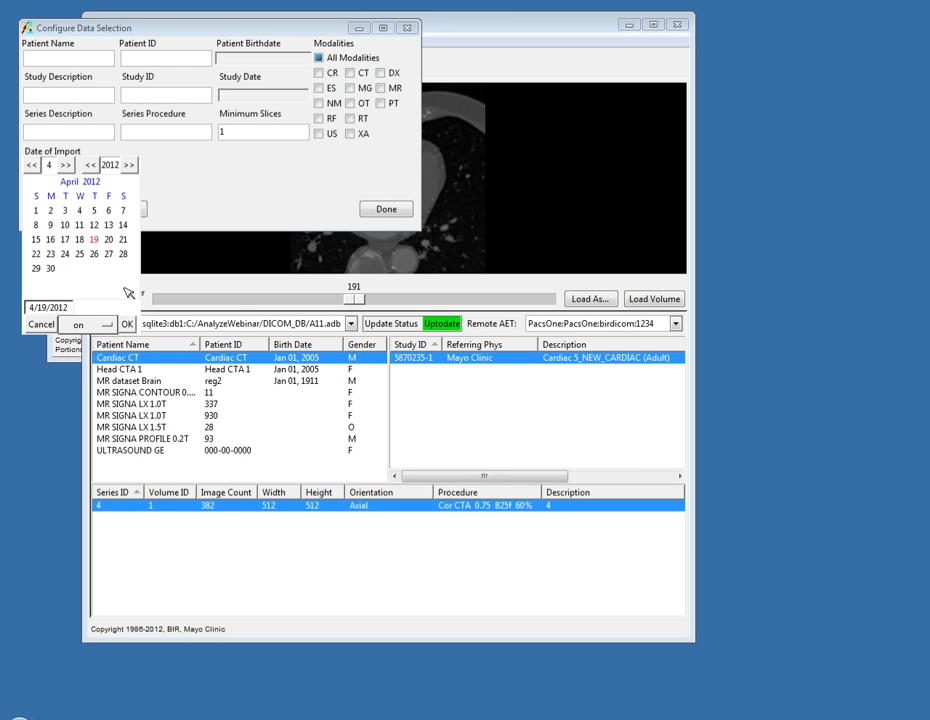 Configure Data Selection
Patient Name Patient ID Patient Birthdate Modalities
All Modalities
CR CT DX
Study Description Study ID Study Date
ES MG MR
NM OT PT
Series Description Series Procedure Minimum Slices
RF RT
1
US XA
Date of Import
<< 4 >> << 2012 >>
April 2012
S M T W T F S
1 2 3 4 5 6 7
Done
8 9 10 11 12 13 14
15 16 17 18 19 20 21
22 23 24 25 26 27 28
29 30
191
Load As... Load Volume
4/19/2012
Cancel on OK
sqlite3:db1:C:/AnalyzeWebinar/DICOM_DB/A11.adb Update Status Uptodate Remote AET: PacsOne:PacsOne:birdicom:1234
Copyrig
Portions
Patient Name Patient ID Birth Date Gender
Cardiac CT Cardiac CT Jan 01, 2005 M
Head CTA 1 Head CTA 1 Jan 01, 2005 F
MR dataset Brain reg2 Jan 01, 1911 M
MR SIGNA CONTOUR 0.... 11 F
MR SIGNA LX 1.0T 337 F
MR SIGNA LX 1.0T 930 F
MR SIGNA LX 1.5T 28 O
MR SIGNA PROFILE 0.2T 93 M
ULTRASOUND GE 000-00-0000 F
Study ID Referring Phys Description
5870235-1 Mayo Clinic Cardiac 5_NEW_CARDIAC (Adult)
Series ID Volume ID Image Count Width Height Orientation Procedure Description
4 1 382 512 512 Axial Cor CTA 0.75 B25f 60% 4
Copyright 1986-2012, BIR, Mayo Clinic